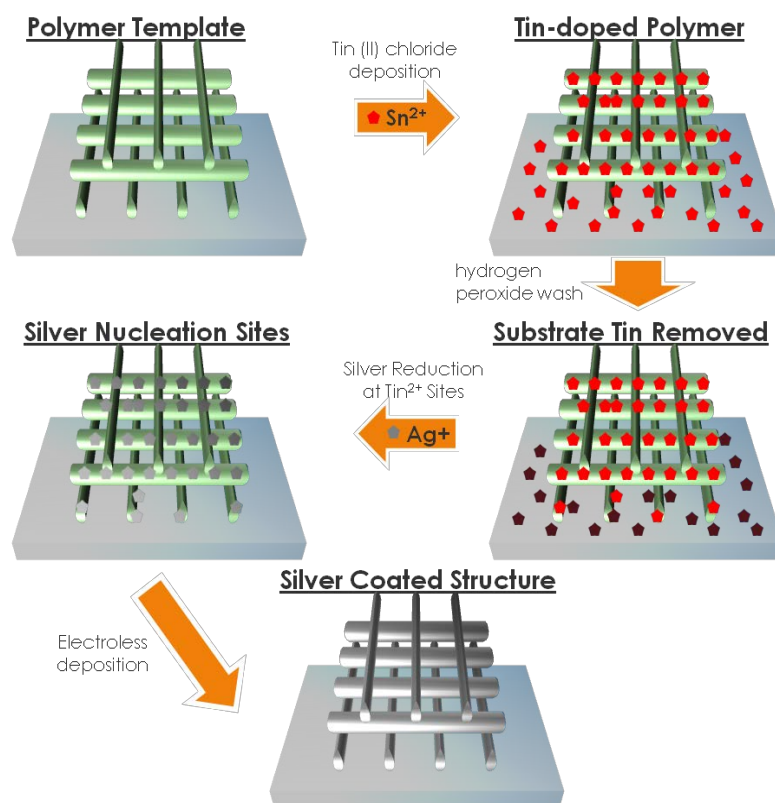 Polymer Template
Tin (II) chloride
deposition
Sn²⁺
Tin-doped Polymer
hydrogen
peroxide wash
Substrate Tin Removed
Silver Reduction
at Tin²⁺ Sites
Ag+
Silver Nucleation Sites
Electroless
deposition
Silver Coated Structure